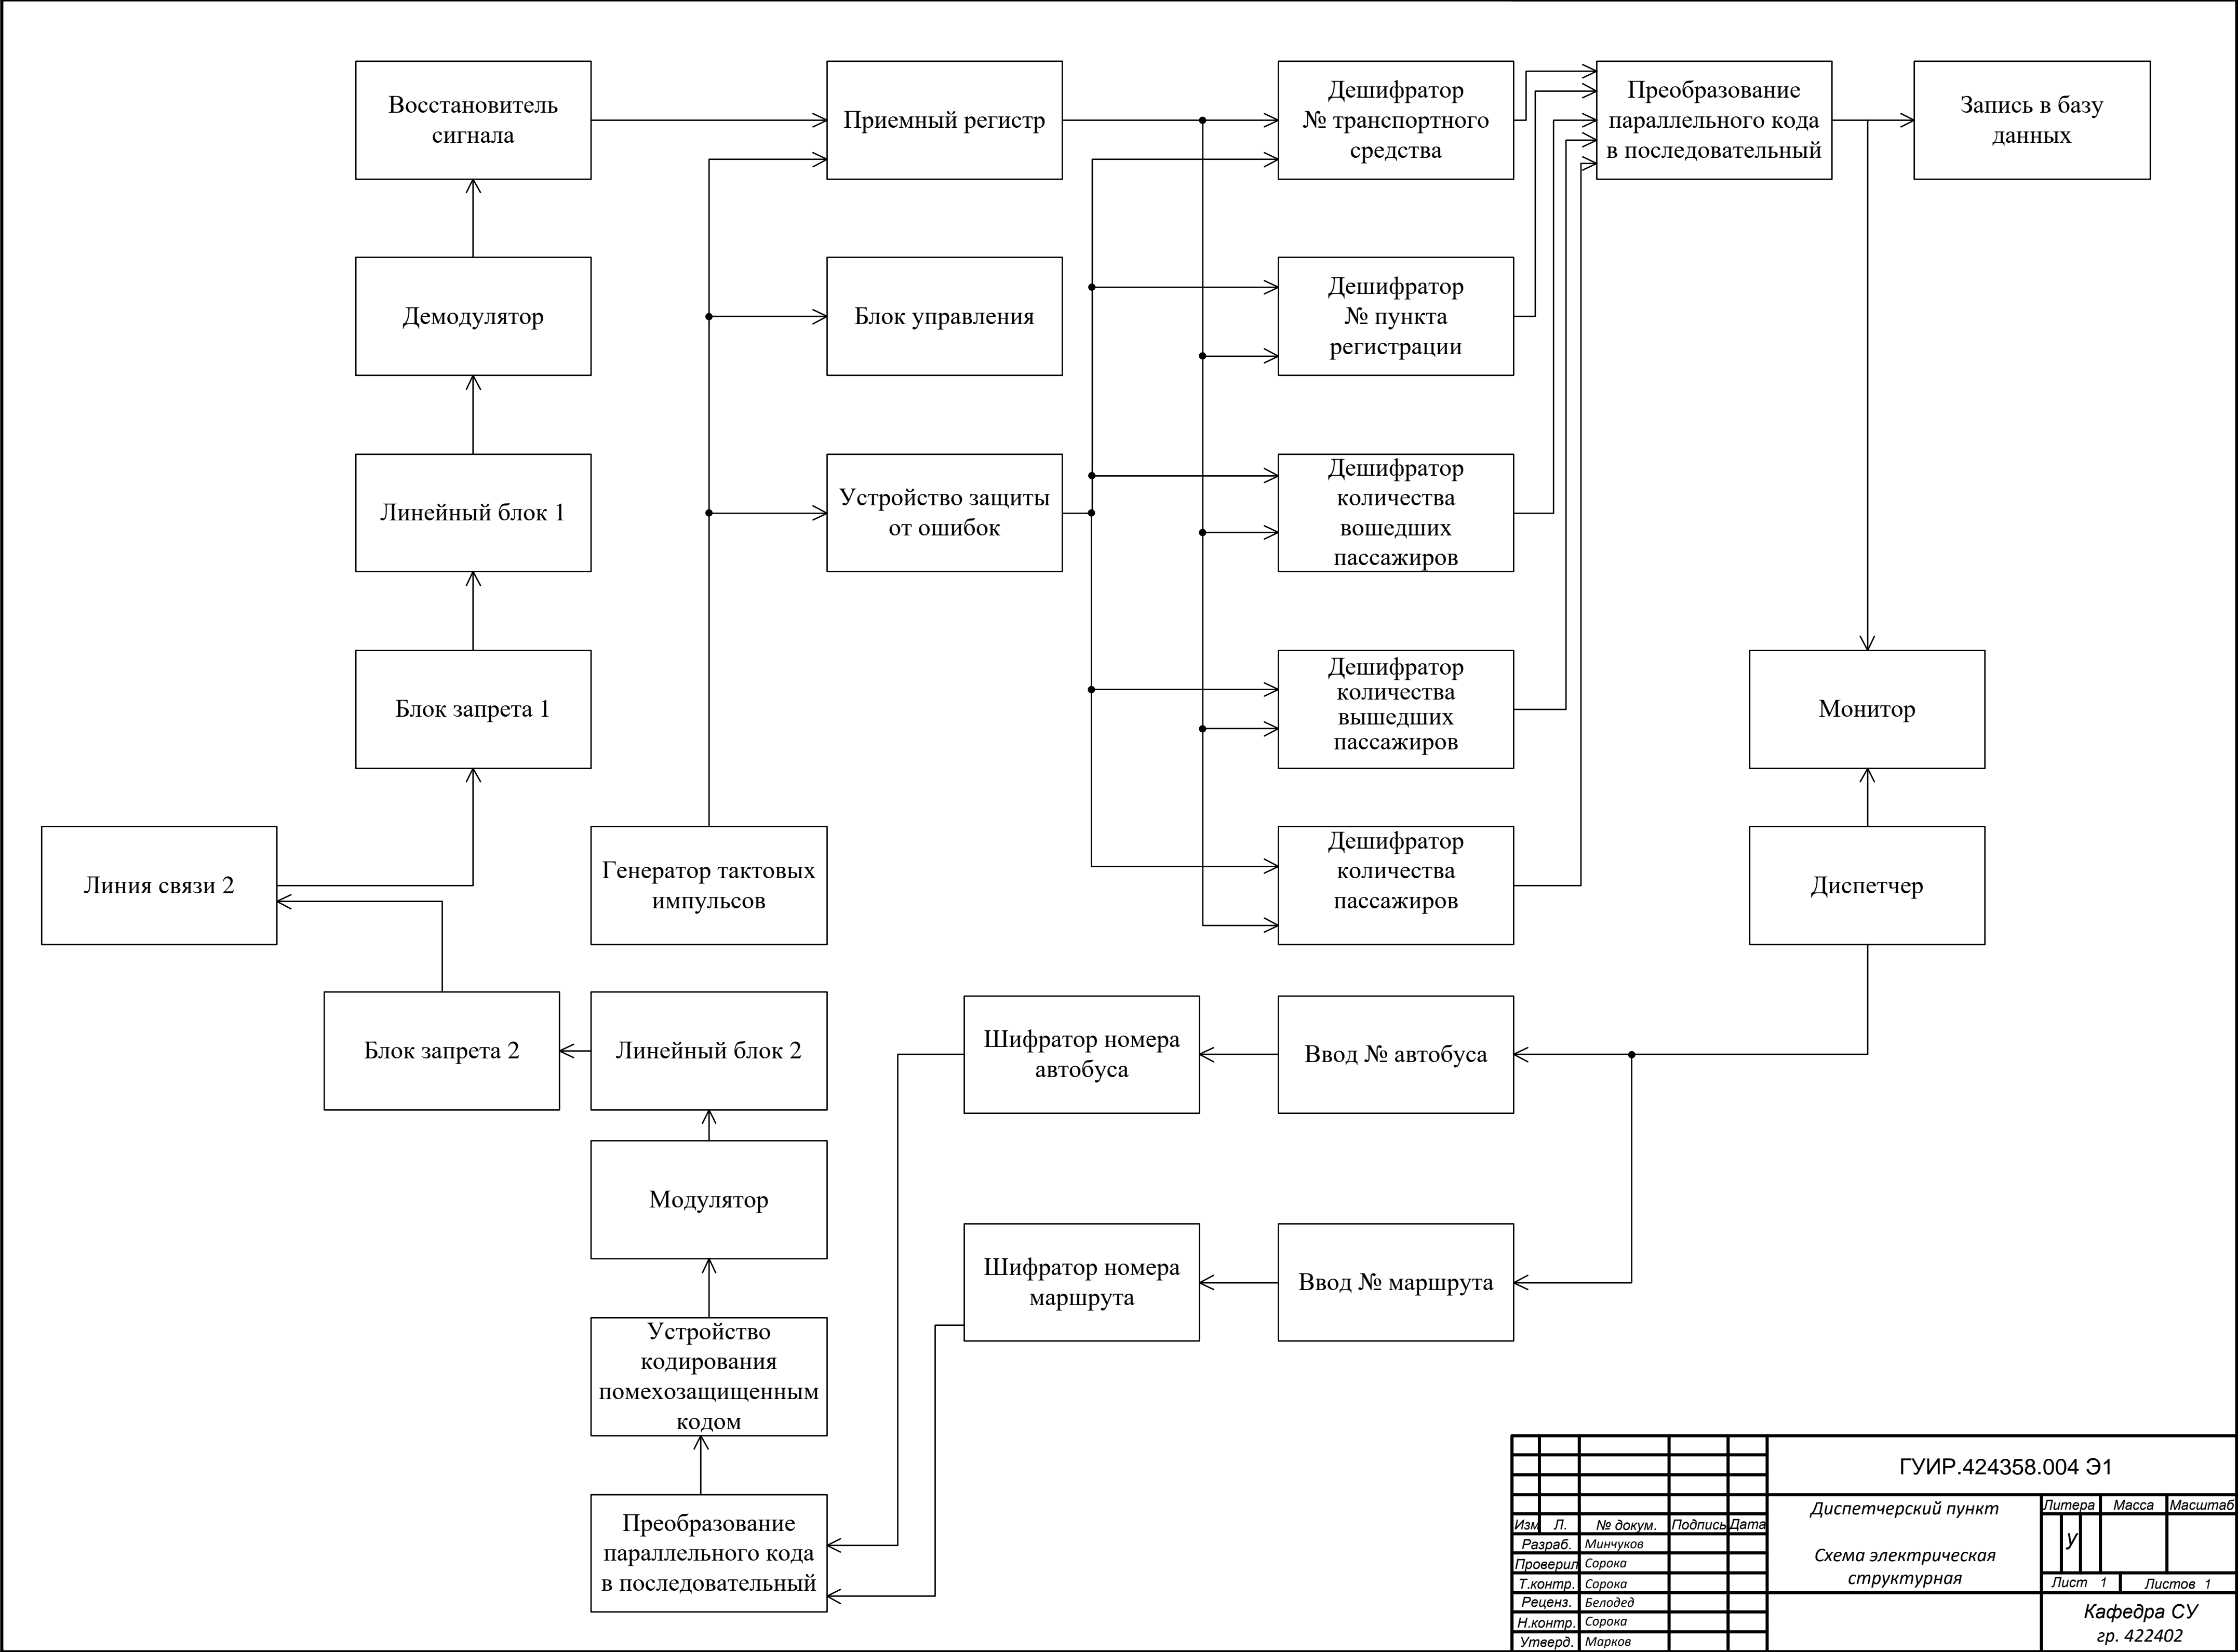 Восстановитель
сигнала
Приемный регистр
Дешифратор
№ транспортного
средства
Преобразование
параллельного кода
в последовательный
Запись в базу
данных
Демодулятор
Блок управления
Дешифратор
№ пункта
регистрации
Линейный блок 1
Устройство защиты
от ошибок
Дешифратор
количества
вошедших
пассажиров
Блок запрета 1
Дешифратор
количества
вышедших
пассажиров
Монитор
Линия связи 2
Генератор тактовых
импульсов
Дешифратор
количества
пассажиров
Диспетчер
Блок запрета 2
Линейный блок 2
Шифратор номера
автобуса
Ввод № автобуса
Модулятор
Шифратор номера
маршрута
Ввод № маршрута
Устройство
кодирования
помехозащищенным
кодом
Преобразование
параллельного кода
в последовательный
ГУИР.424358.004 Э1
Диспетчерский пункт
Схема электрическая
структурная
Литера Масса Масштаб
у
Лист 1 Листов 1
Кафедра СУ
гр. 422402
Изм Л. № докум. Подпись Дата
Разраб. Минчуков
Проверил Сорока
Т.контр. Сорока
Реценз. Белодед
Н.контр. Сорока
Утверд. Марков